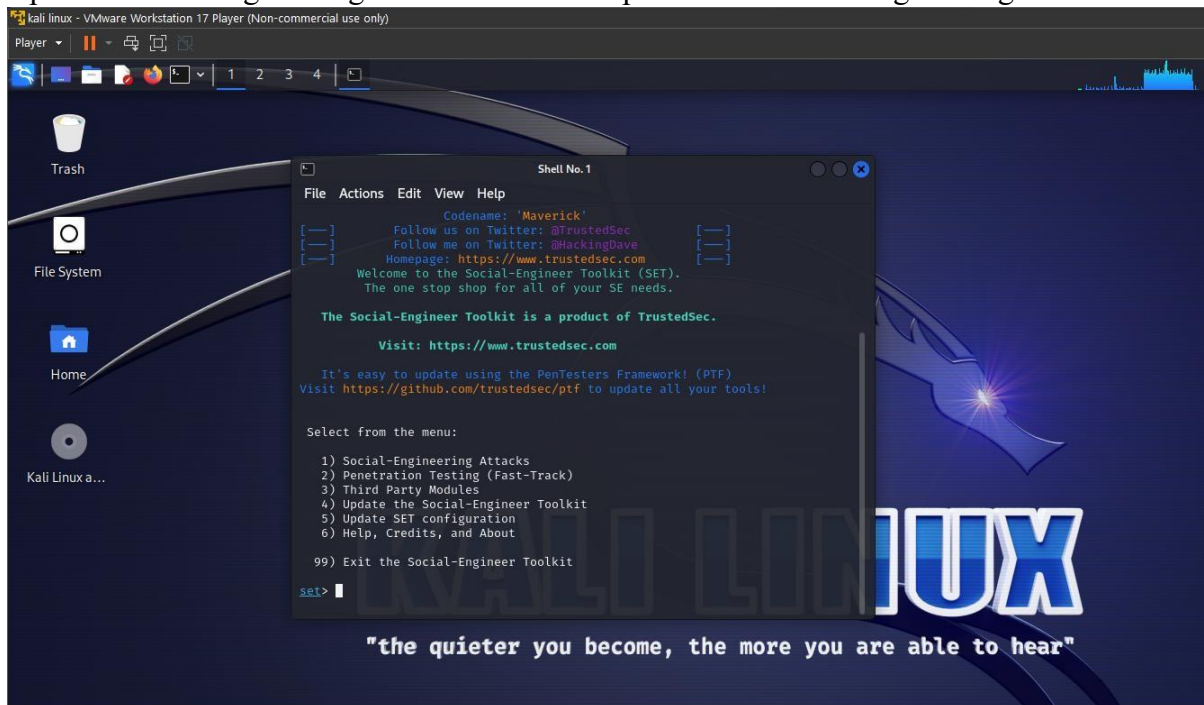 kali linux - VMware Workstation 17 Player (Non-commercial use only)
Player
1 2 3 4
Trash
File System
Home
Kali Linux a...
Shell No. 1
File Actions Edit View Help
Codename: 'Maverick'
[—] Follow us on Twitter: @TrustedSec [—]
[—] Follow me on Twitter: @HackingDave [—]
[—] Homepage: https://www.trustedsec.com [—]
Welcome to the Social-Engineer Toolkit (SET).
The one stop shop for all of your SE needs.
The Social-Engineer Toolkit is a product of TrustedSec.
Visit: https://www.trustedsec.com
It's easy to update using the PenTesters Framework! (PTF)
Visit https://github.com/trustedsec/ptf to update all your tools!
Select from the menu:
1) Social-Engineering Attacks
2) Penetration Testing (Fast-Track)
3) Third Party Modules
4) Update the Social-Engineer Toolkit
5) Update SET configuration
6) Help, Credits, and About
99) Exit the Social-Engineer Toolkit
set>
KALI LINUX
"the quieter you become, the more you are able to hear"